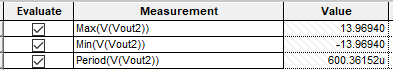 Evaluate Measurement Value
Max(V(Vout2)) 13.96940
Min(V(Vout2)) -13.96940
Period(V(Vout2)) 600.36152u